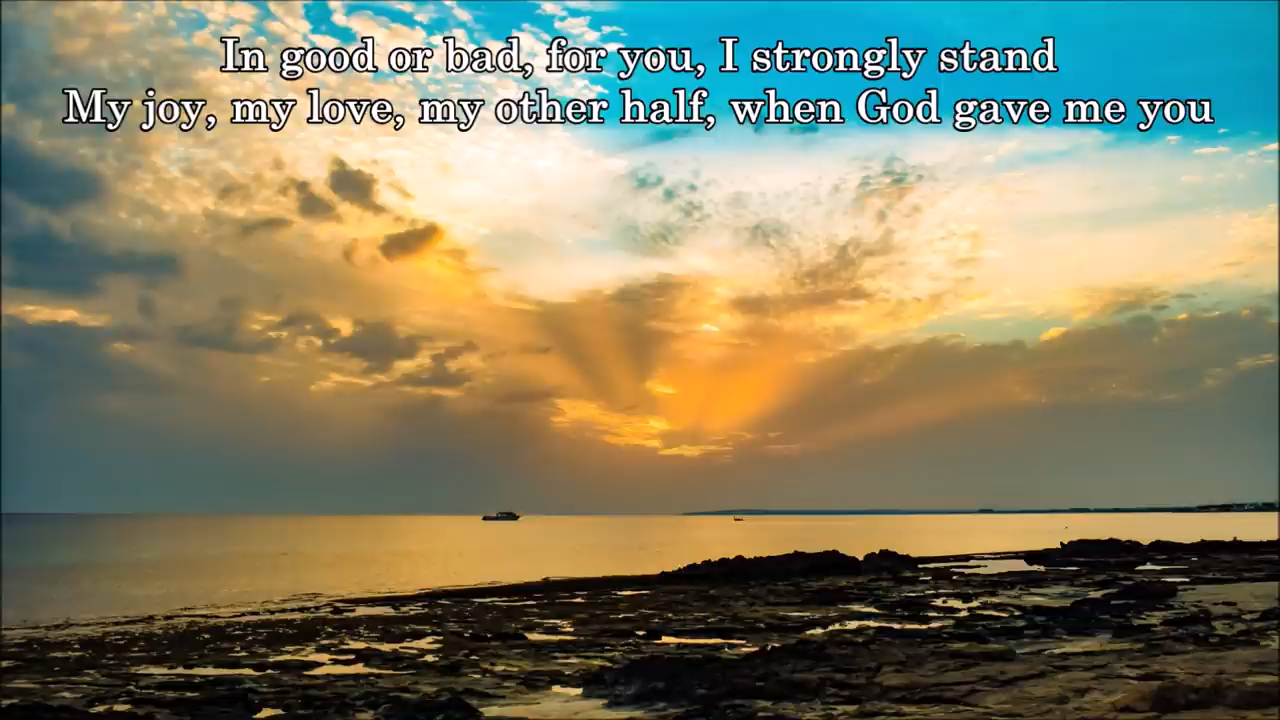 In good or bad, for you, I strongly stand
My joy, my love, my other half, when God gave me you